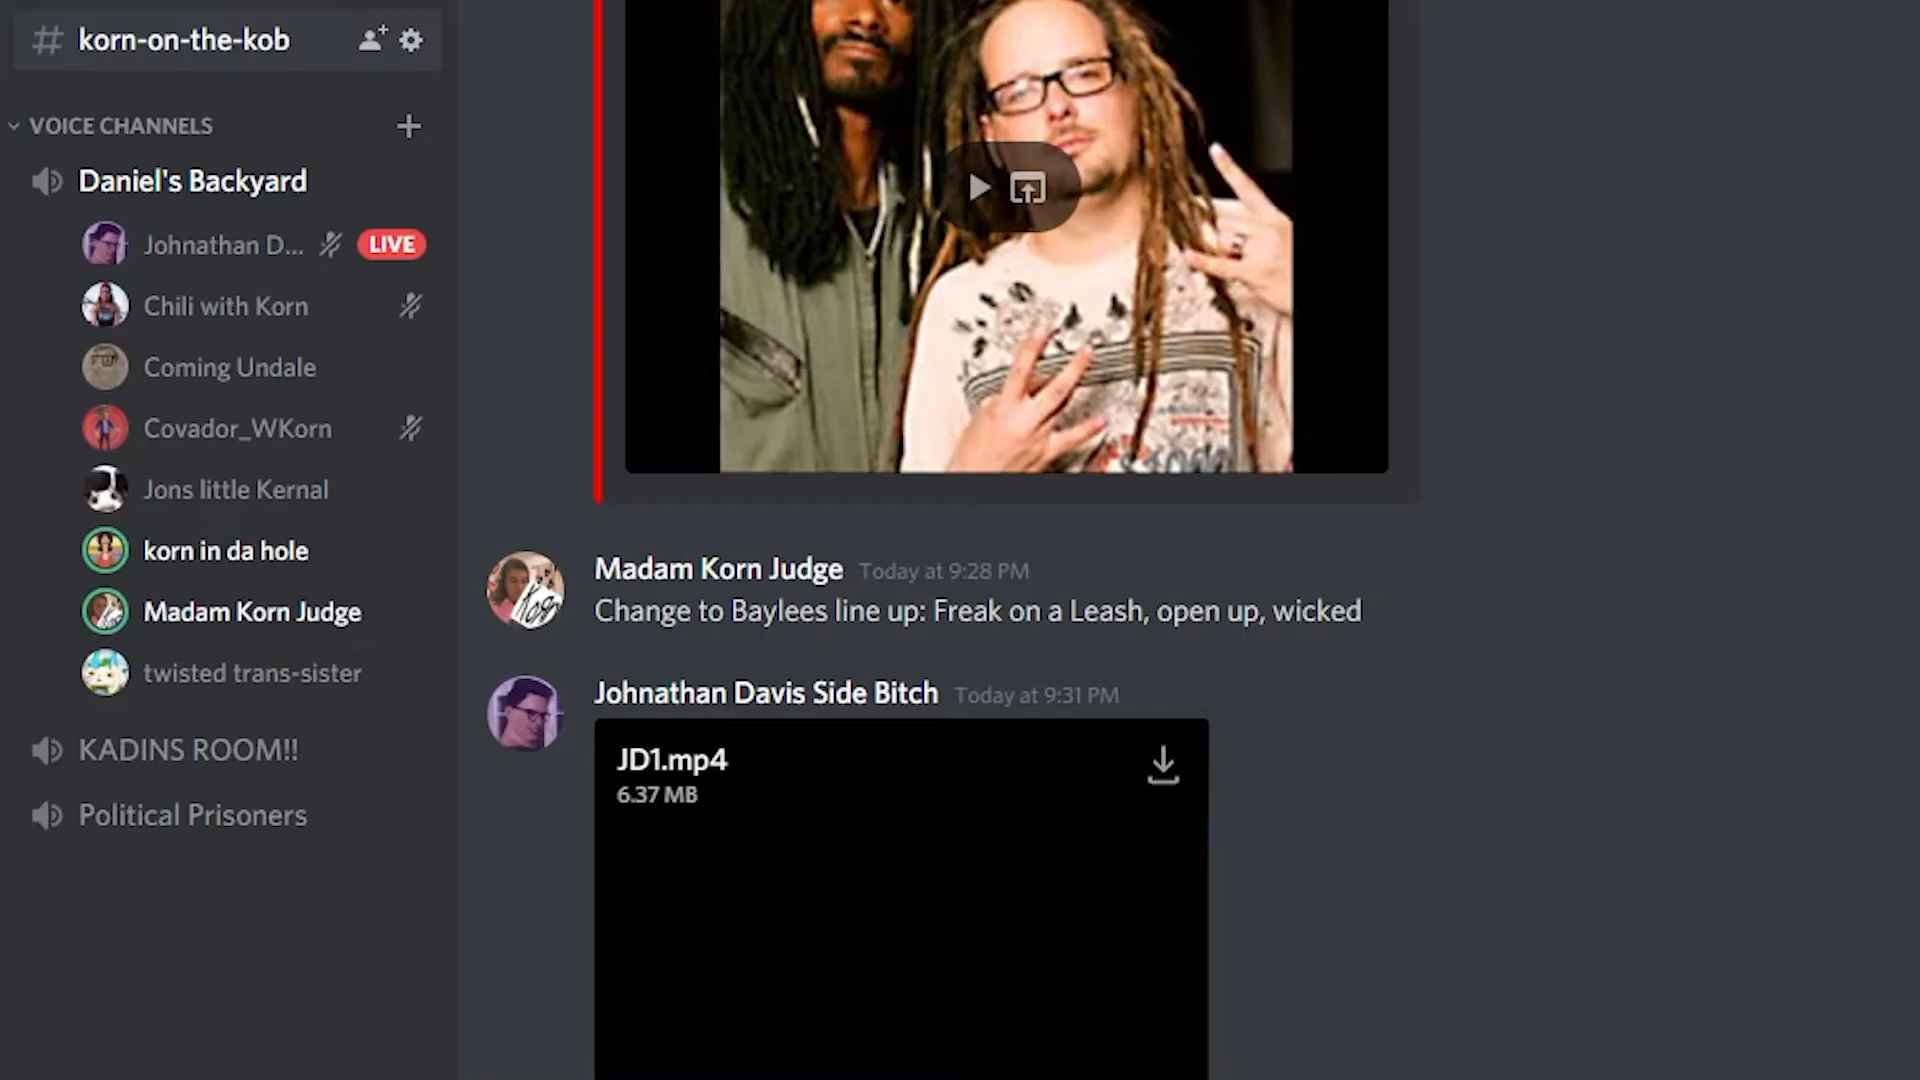 # korn-on-the-kob
VOICE CHANNELS
Daniel's Backyard
Johnathan D... LIVE
Chili with Korn
Coming Undale
Covador_WKorn
Jons little Kernal
korn in da hole
Madam Korn Judge
twisted trans-sister
KADINS ROOM!!
Political Prisoners
Madam Korn Judge Today at 9:28 PM
Change to Baylees line up: Freak on a Leash, open up, wicked
Johnathan Davis Side Bitch Today at 9:31 PM
JD1.mp4
6.37 MB